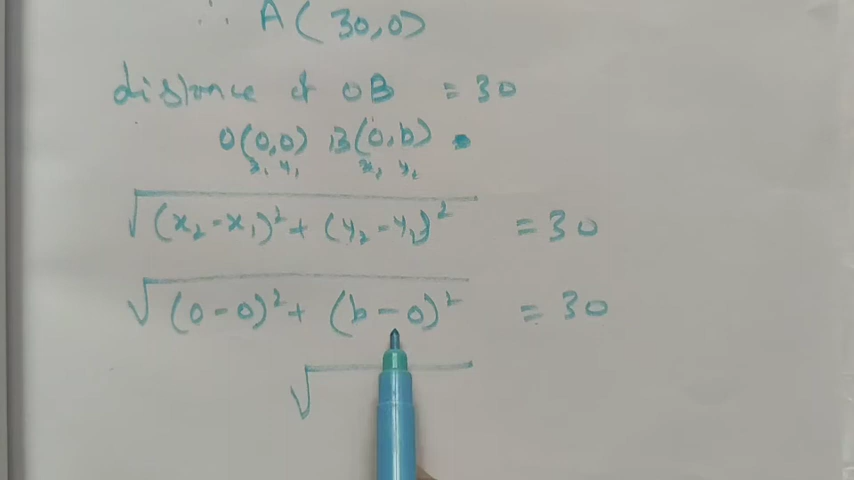 ∴ A(30,0)
distance of OB = 30
O(0,0) B(0,b)
x₁ y₁ x₂ y₂
√(x₂-x₁)²+(y₂-y₁)² = 30
√(0-0)²+(b-0)² = 30
√